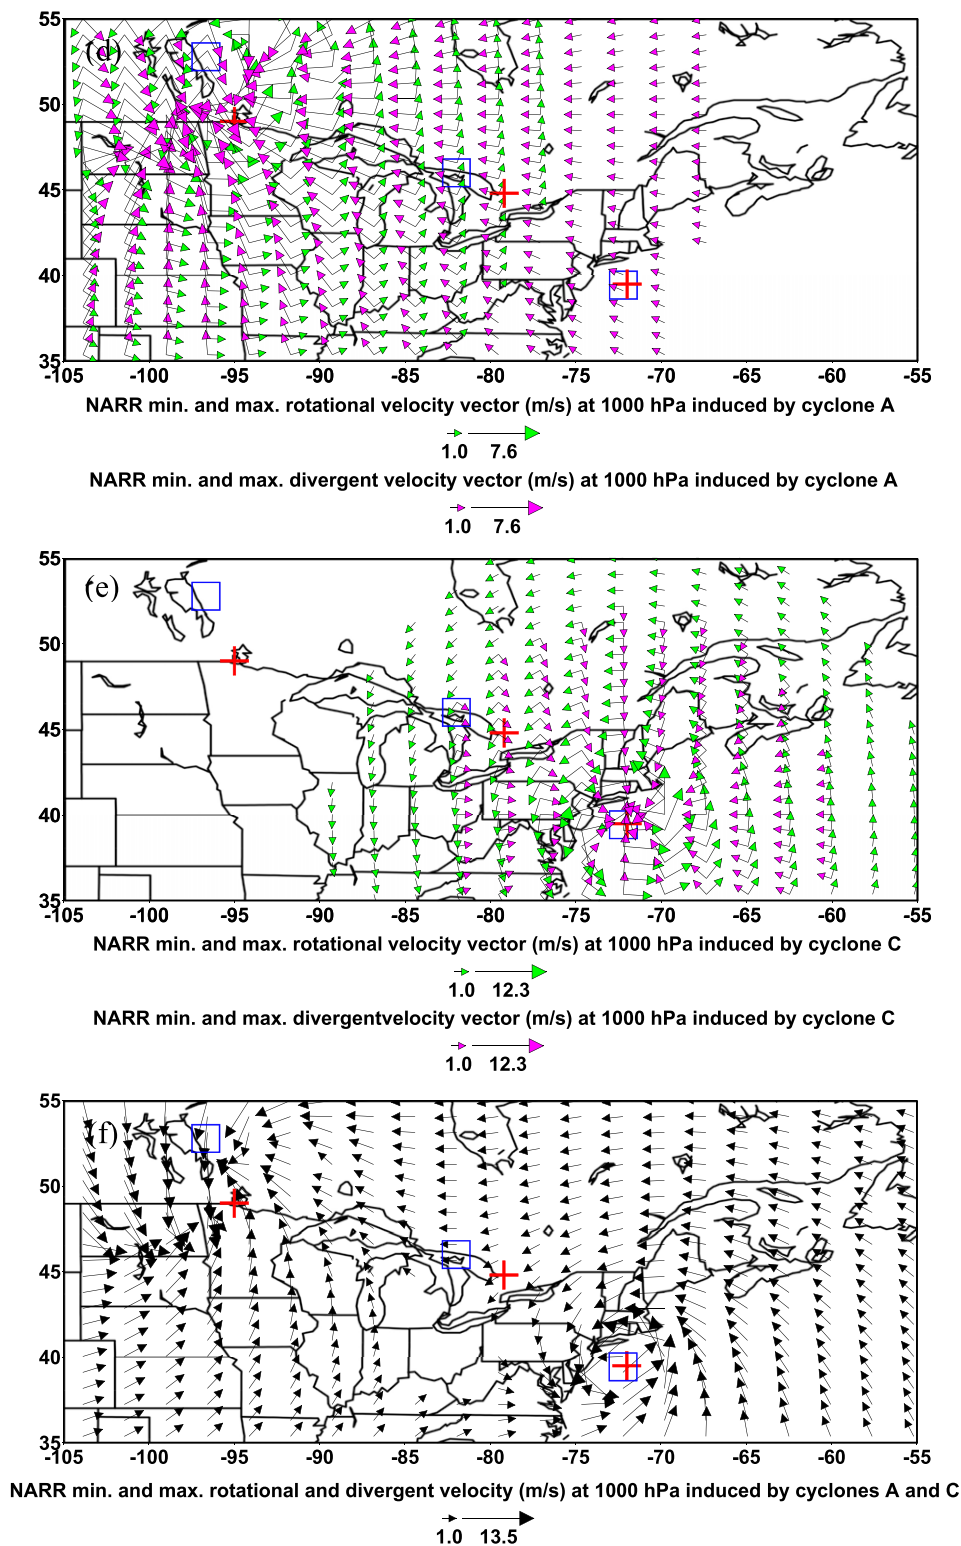 55
(d)
50
45
40
35
-105 -100 -95 -90 -85 -80 -75 -70 -65 -60 -55
NARR min. and max. rotational velocity vector (m/s) at 1000 hPa induced by cyclone A
1.0 7.6
NARR min. and max. divergent velocity vector (m/s) at 1000 hPa induced by cyclone A
1.0 7.6
55
(e)
50
45
40
35
-105 -100 -95 -90 -85 -80 -75 -70 -65 -60 -55
NARR min. and max. rotational velocity vector (m/s) at 1000 hPa induced by cyclone C
1.0 12.3
NARR min. and max. divergentvelocity vector (m/s) at 1000 hPa induced by cyclone C
1.0 12.3
55
(f)
50
45
40
35
-105 -100 -95 -90 -85 -80 -75 -70 -65 -60 -55
NARR min. and max. rotational and divergent velocity (m/s) at 1000 hPa induced by cyclones A and C
1.0 13.5